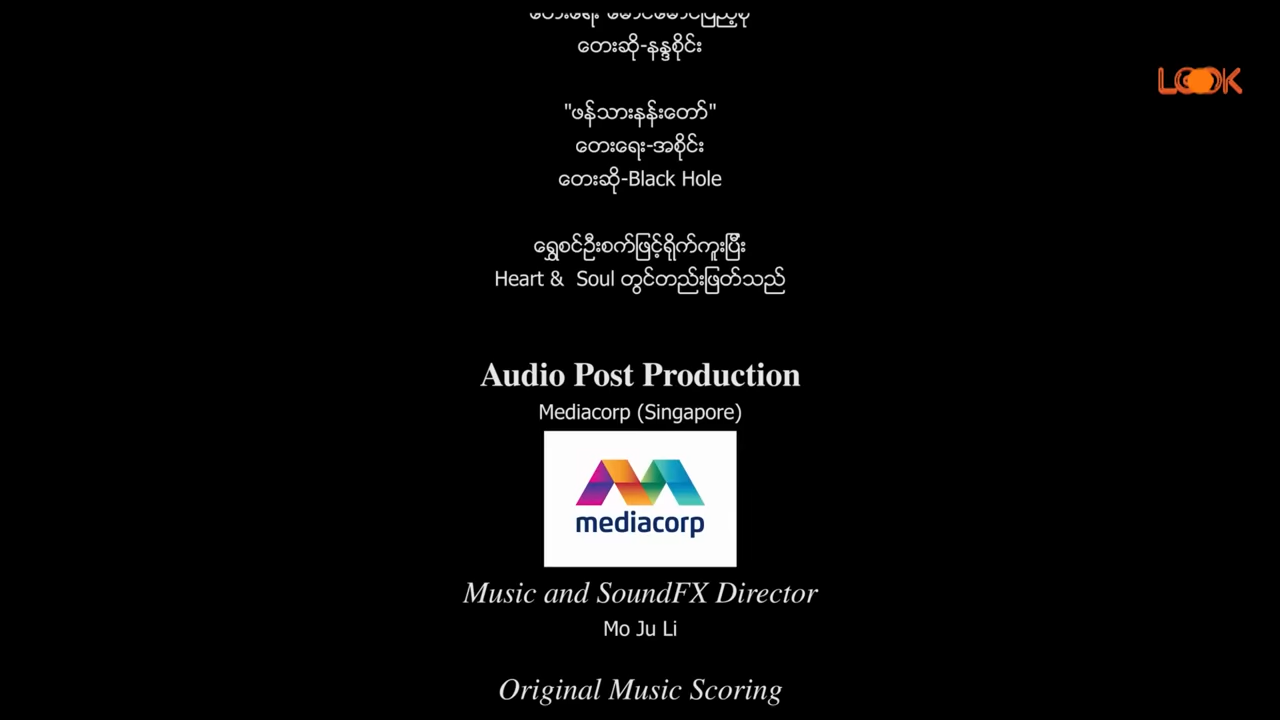 တေးဆို-နန္ဒစိုင်း
"ဖန်သားနန်းတော်"
တေးရေး-အစိုင်း
တေးဆို-Black Hole
ရွှေစင်ဦးစက်ဖြင့်ရိုက်ကူးပြီး
Heart &  Soul တွင်တည်းဖြတ်သည်
LOOK
Audio Post Production
Mediacorp (Singapore)
mediacorp
Music and SoundFX Director
Mo Ju Li
Original Music Scoring